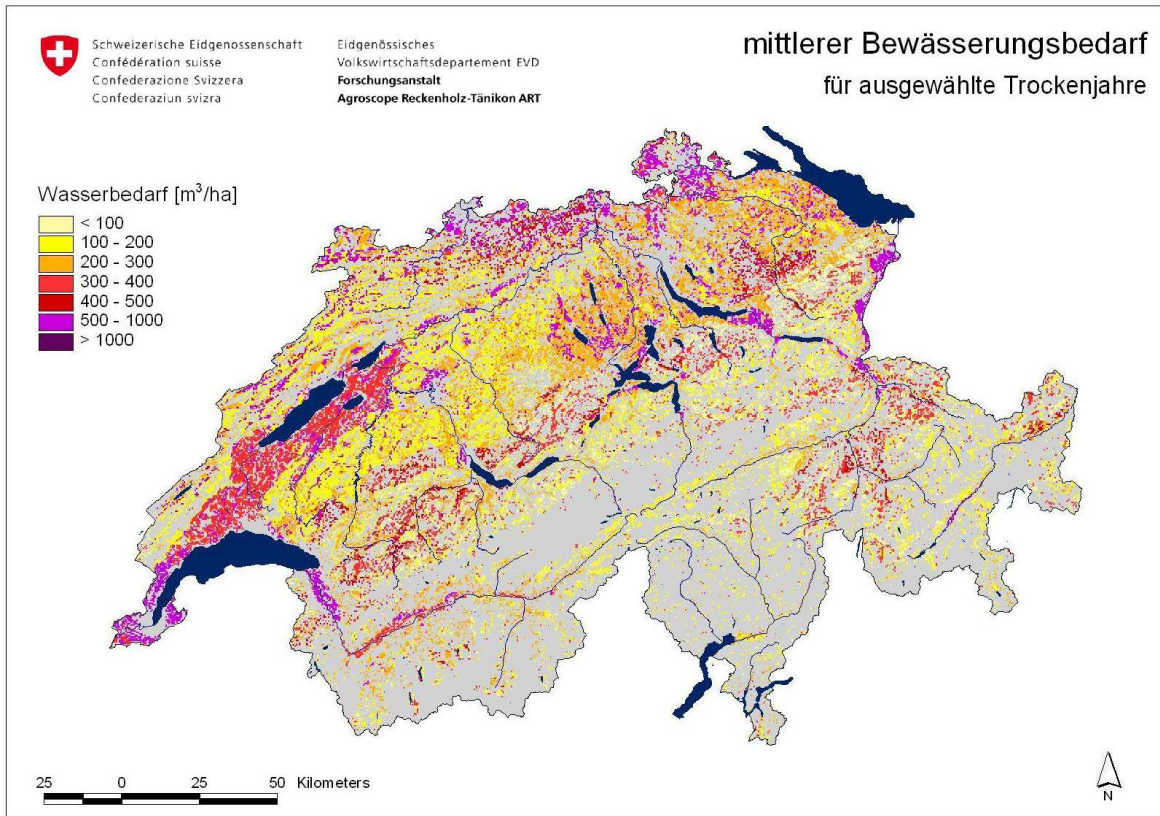 Schweizerische Eidgenossenschaft
Confédération suisse
Confederazione Svizzera
Confederaziun svizra
Eidgenössisches
Volkswirtschaftsdepartement EVD
Forschungsanstalt
Agroscope Reckenholz-Tänikon ART
mittlerer Bewässerungsbedarf
für ausgewählte Trockenjahre
Wasserbedarf [m³/ha]
< 100
100 - 200
200 - 300
300 - 400
400 - 500
500 - 1000
> 1000
25 0 25 50 Kilometers
N